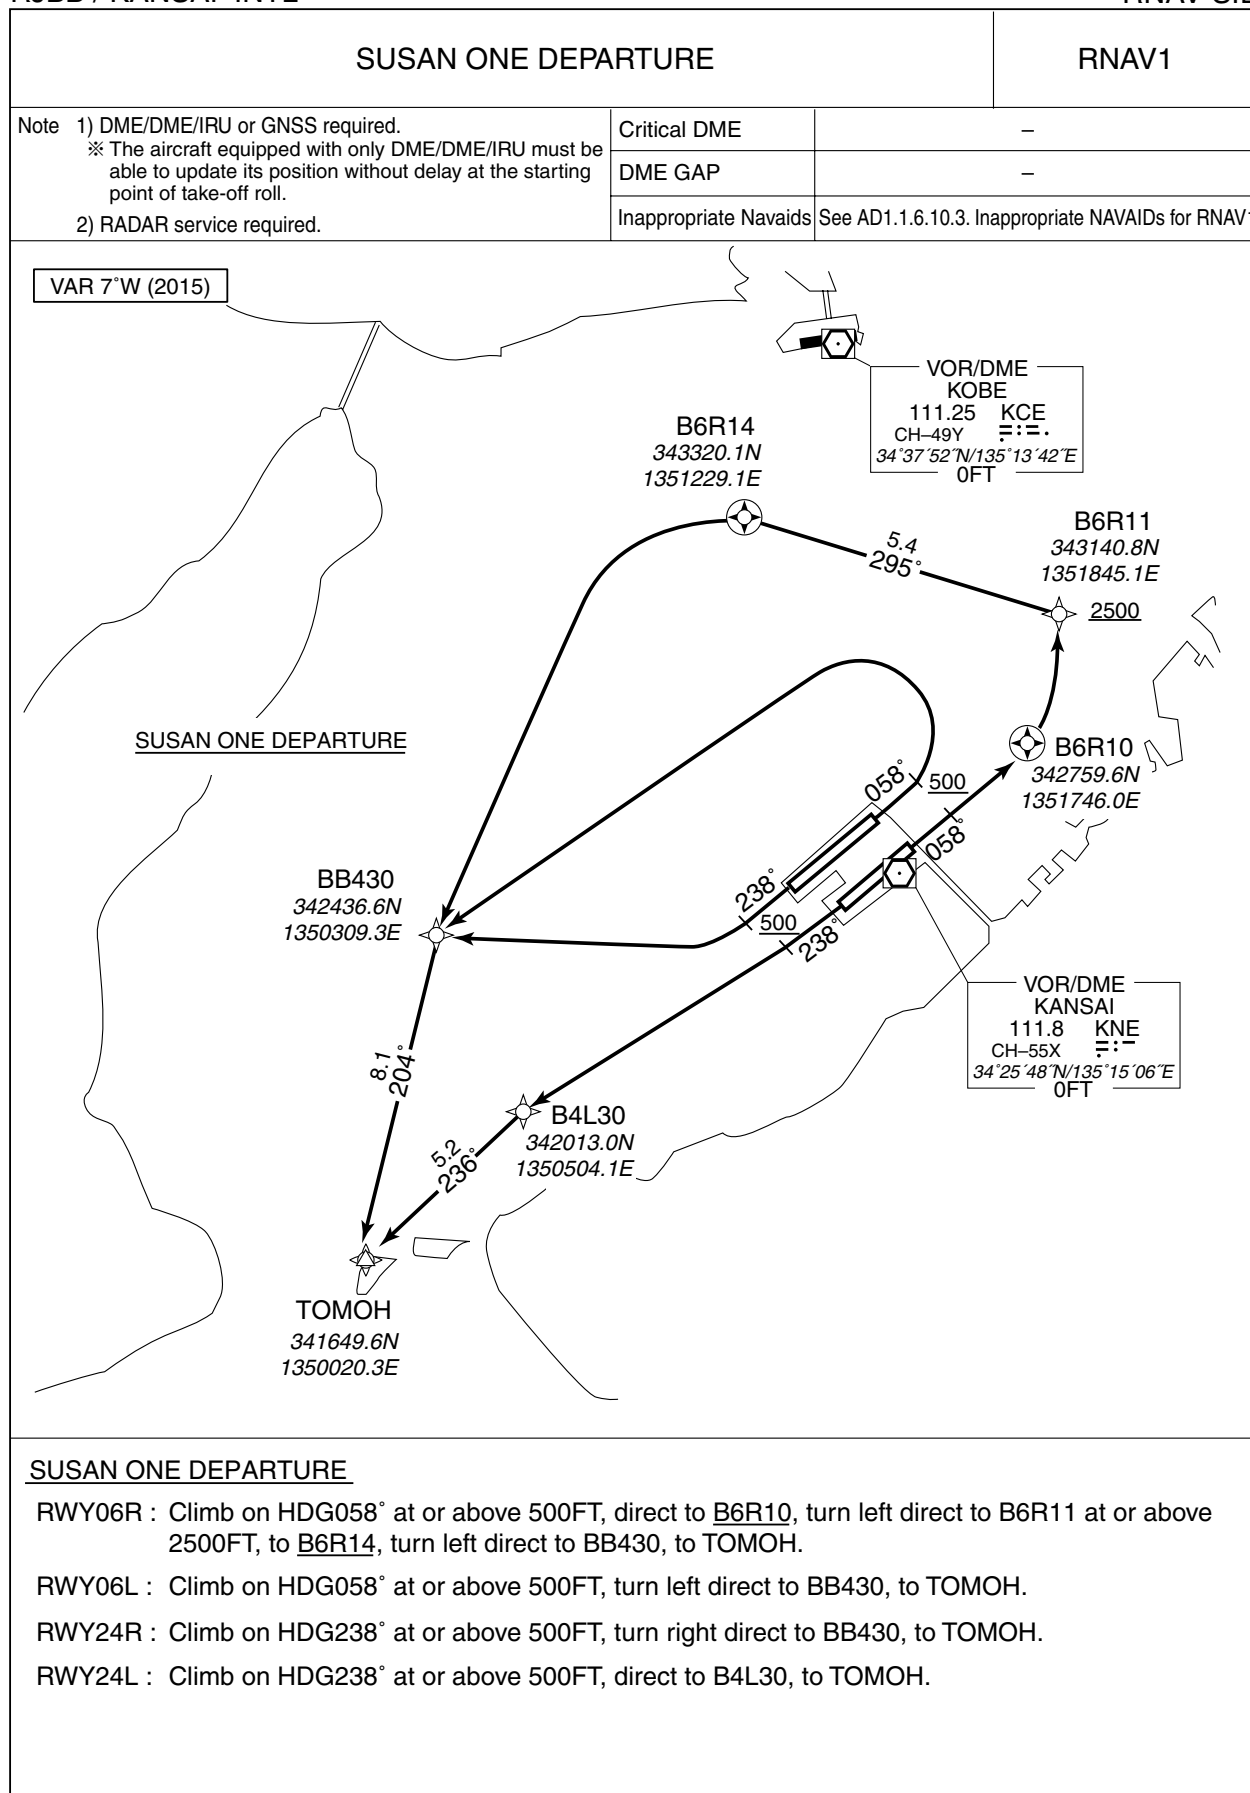 SUSAN ONE DEPARTURE
RNAV1
Note 1) DME/DME/IRU or GNSS required.
※ The aircraft equipped with only DME/DME/IRU must be
able to update its position without delay at the starting
point of take-off roll.
2) RADAR service required.
Critical DME –
DME GAP –
Inappropriate Navaids See AD1.1.6.10.3. Inappropriate NAVAIDs for RNAV1
VAR 7˚W (2015)
VOR/DME
KOBE
111.25 KCE
CH–49Y
34˚37´52˝N/135˚13´42˝E
0FT
B6R14
343320.1N
1351229.1E
B6R11
343140.8N
1351845.1E
2500
5.4
295˚
SUSAN ONE DEPARTURE
B6R10
342759.6N
1351746.0E
058˚
500
058˚
BB430
342436.6N
1350309.3E
238˚
500
238˚
VOR/DME
KANSAI
111.8 KNE
CH–55X
34˚25´48˝N/135˚15´06˝E
0FT
8.1
204˚
B4L30
342013.0N
1350504.1E
5.2
236˚
TOMOH
341649.6N
1350020.3E
SUSAN ONE DEPARTURE
RWY06R : Climb on HDG058˚ at or above 500FT, direct to B6R10, turn left direct to B6R11 at or above
2500FT, to B6R14, turn left direct to BB430, to TOMOH.
RWY06L : Climb on HDG058˚ at or above 500FT, turn left direct to BB430, to TOMOH.
RWY24R : Climb on HDG238˚ at or above 500FT, turn right direct to BB430, to TOMOH.
RWY24L : Climb on HDG238˚ at or above 500FT, direct to B4L30, to TOMOH.